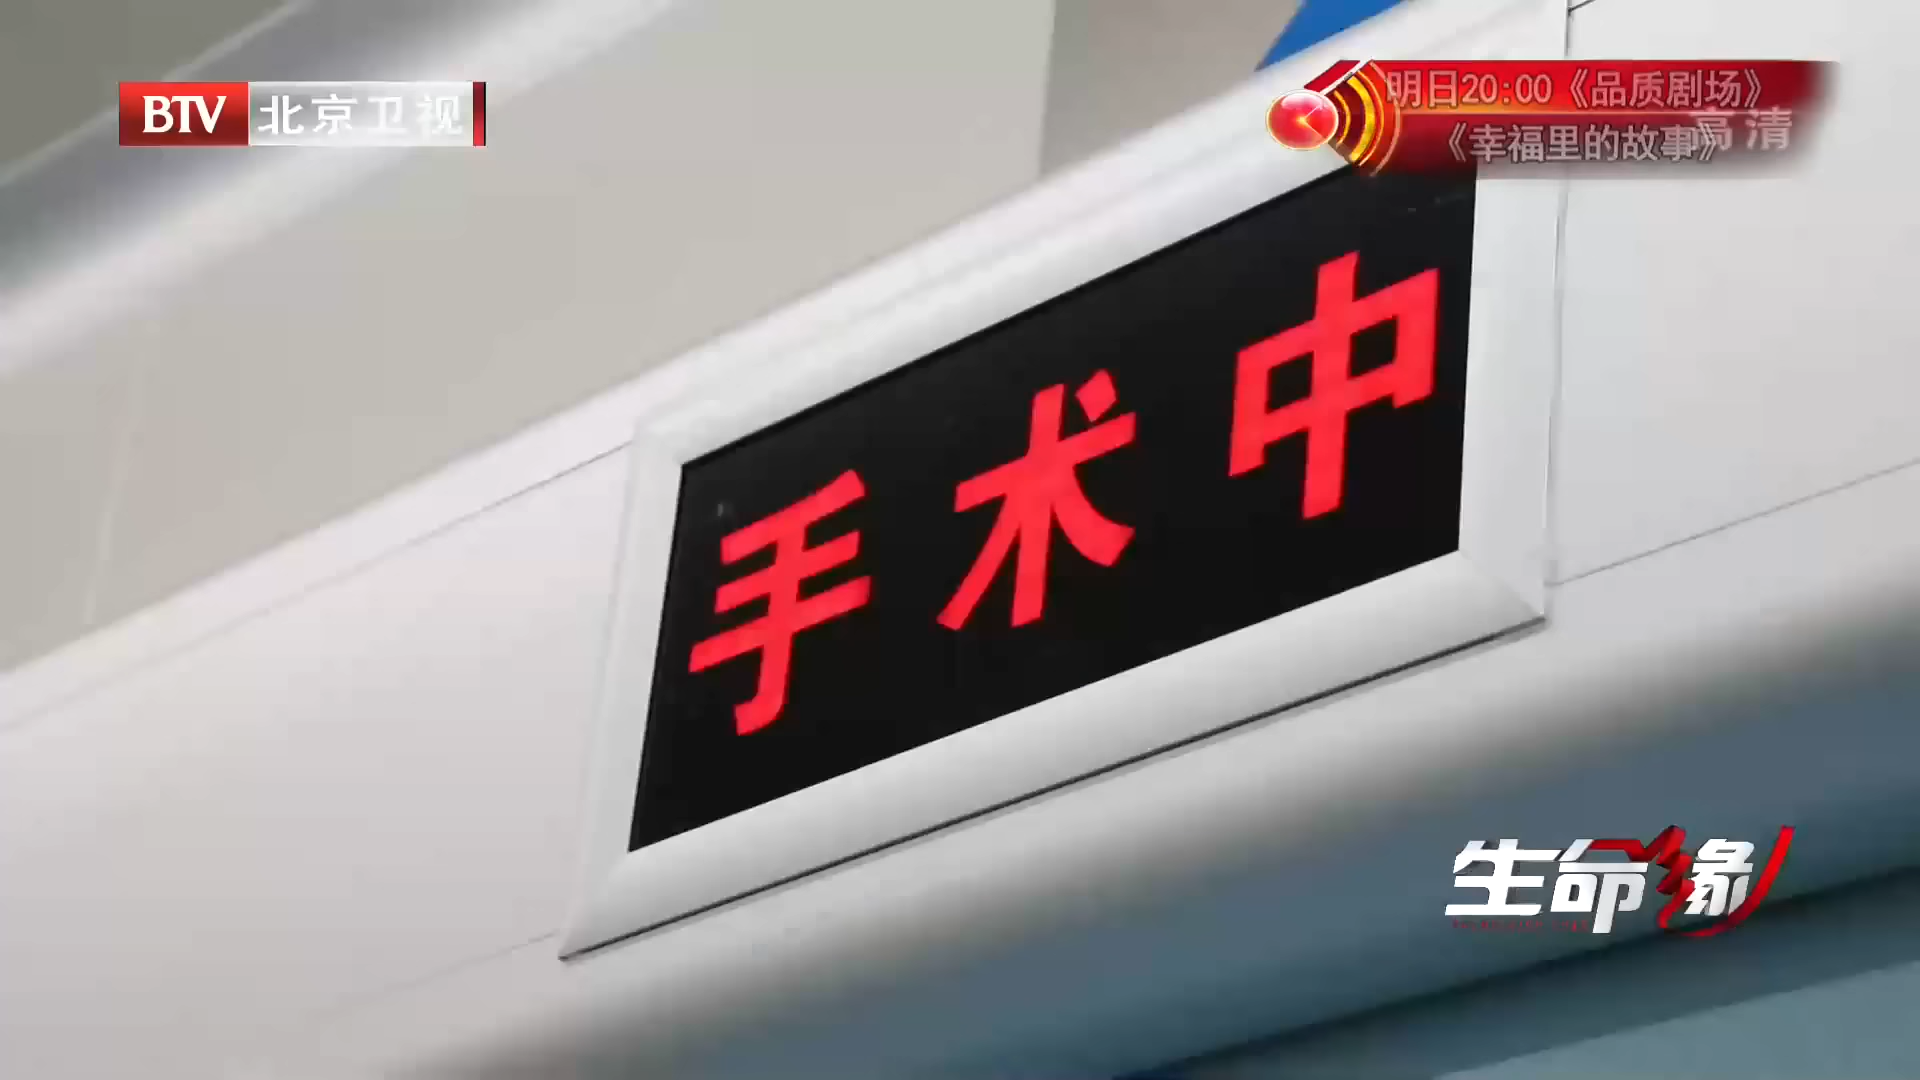 BTV 北京卫视
明日20:00《品质剧场》
《幸福里的故事》
高清
手术中
生命缘